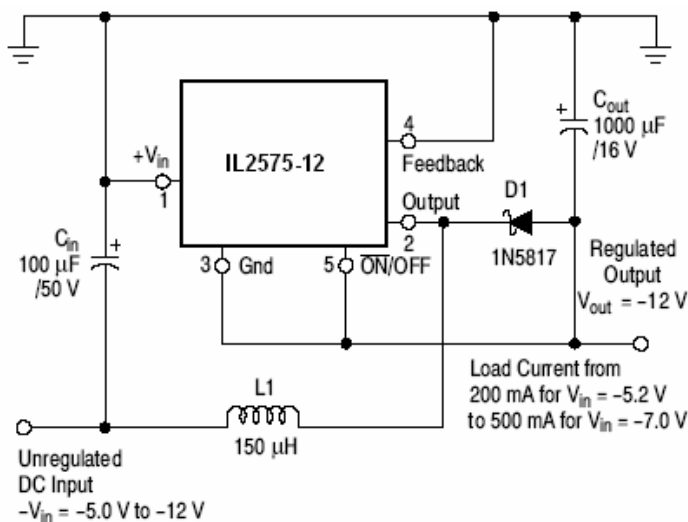 IL2575-12
+Vin
1
4
Feedback
Output
2
3
Gnd
5
ON/OFF
+
Cin
100 μF
/50 V
+
Cout
1000 μF
/16 V
D1
1N5817
Regulated
Output
Vout = –12 V
Load Current from
200 mA for Vin = –5.2 V
to 500 mA for Vin = –7.0 V
L1
150 μH
Unregulated
DC Input
–Vin = –5.0 V to –12 V